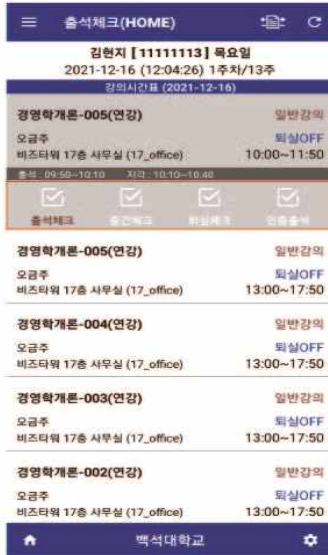 출석체크(HOME)
김현지 [11111113] 목요일
2021-12-16 (12:04:26) 1주차/13주
강의시간표 (2021-12-16)
경영학개론-005(연강) 일반강의
오금주 퇴실OFF
비즈타워 17층 사무실 (17_office) 10:00~11:50
출석 : 09:50~10:10 지각 : 10:10~10:40
출석체크 중간체크 퇴실체크 인증출석
경영학개론-005(연강) 일반강의
오금주 퇴실OFF
비즈타워 17층 사무실 (17_office) 13:00~17:50
경영학개론-004(연강) 일반강의
오금주 퇴실OFF
비즈타워 17층 사무실 (17_office) 13:00~17:50
경영학개론-003(연강) 일반강의
오금주 퇴실OFF
비즈타워 17층 사무실 (17_office) 13:00~17:50
경영학개론-002(연강) 일반강의
오금주 퇴실OFF
비즈타워 17층 사무실 (17_office) 13:00~17:50
백석대학교